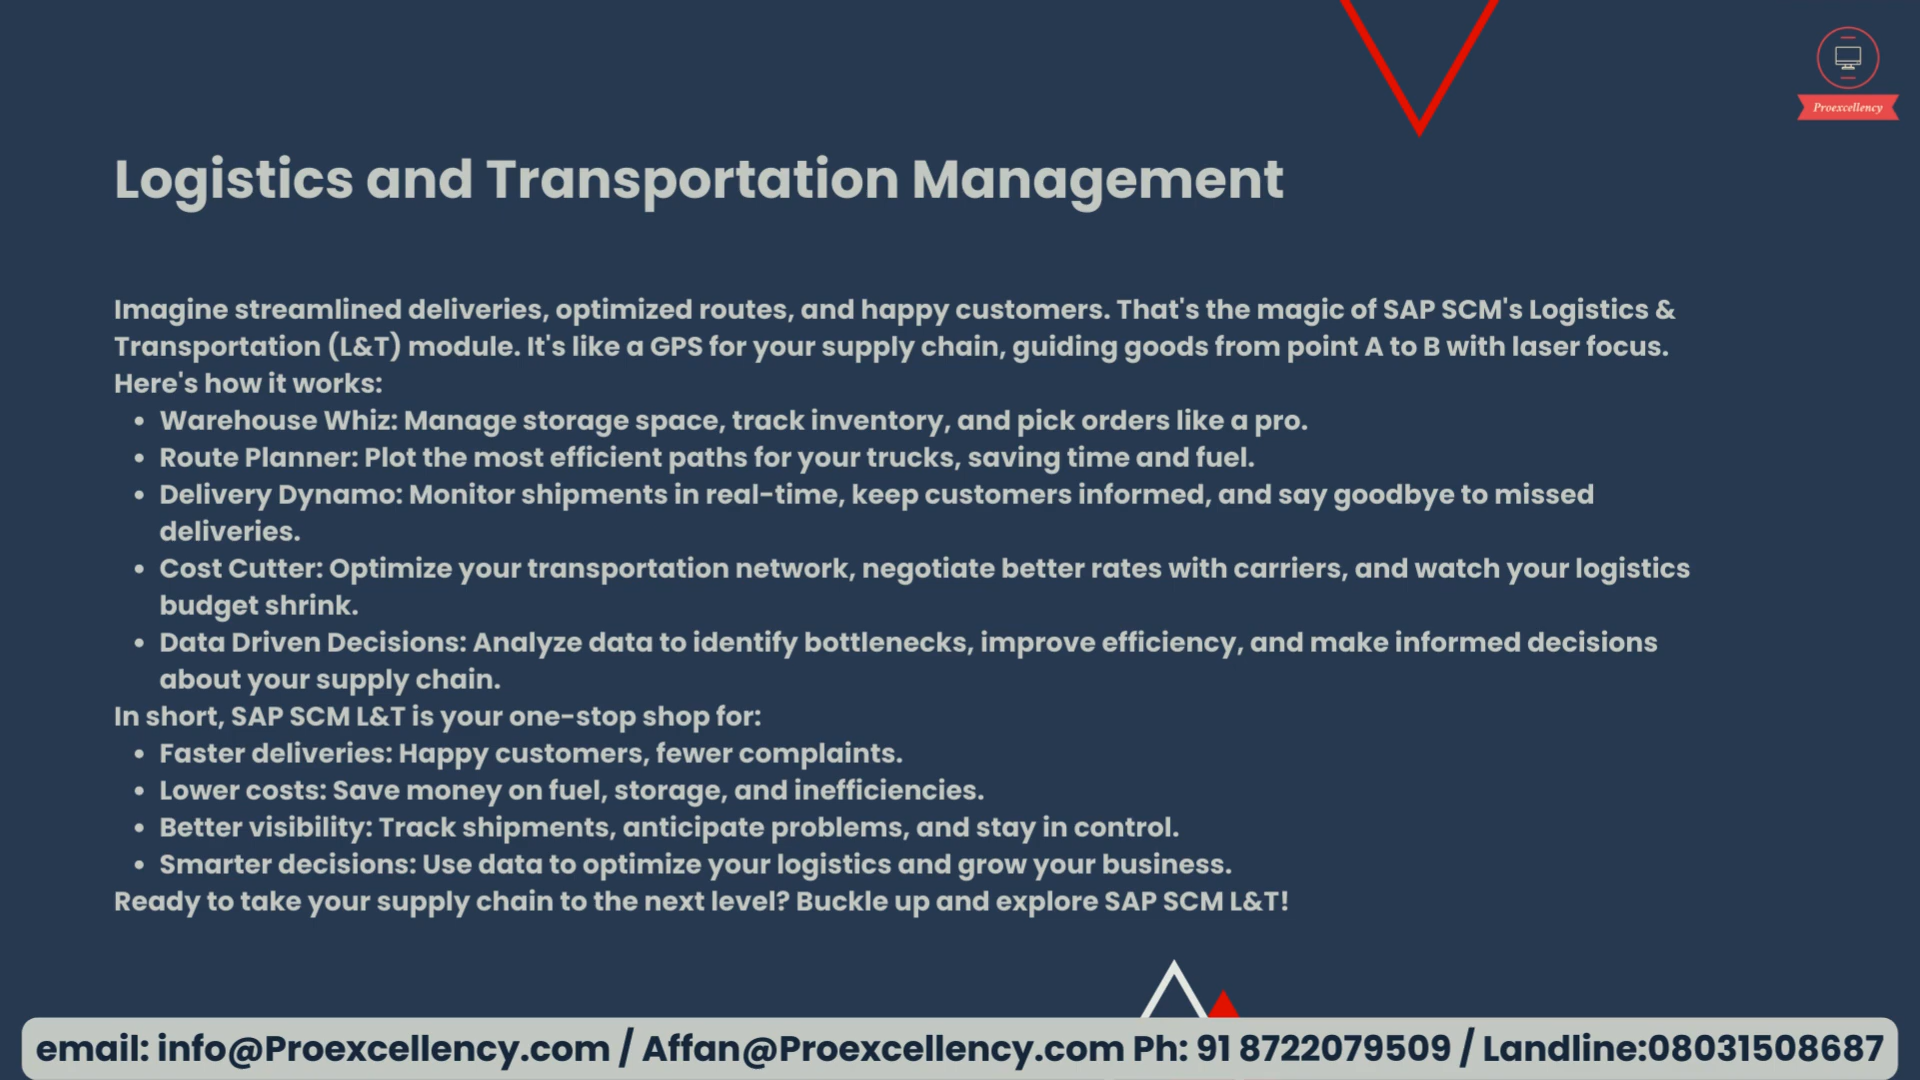 Proexcellency
Logistics and Transportation Management
Imagine streamlined deliveries, optimized routes, and happy customers. That's the magic of SAP SCM's Logistics &
Transportation (L&T) module. It's like a GPS for your supply chain, guiding goods from point A to B with laser focus.
Here's how it works:
• Warehouse Whiz: Manage storage space, track inventory, and pick orders like a pro.
• Route Planner: Plot the most efficient paths for your trucks, saving time and fuel.
• Delivery Dynamo: Monitor shipments in real-time, keep customers informed, and say goodbye to missed
deliveries.
• Cost Cutter: Optimize your transportation network, negotiate better rates with carriers, and watch your logistics
budget shrink.
• Data Driven Decisions: Analyze data to identify bottlenecks, improve efficiency, and make informed decisions
about your supply chain.
In short, SAP SCM L&T is your one-stop shop for:
• Faster deliveries: Happy customers, fewer complaints.
• Lower costs: Save money on fuel, storage, and inefficiencies.
• Better visibility: Track shipments, anticipate problems, and stay in control.
• Smarter decisions: Use data to optimize your logistics and grow your business.
Ready to take your supply chain to the next level? Buckle up and explore SAP SCM L&T!
email: info@Proexcellency.com / Affan@Proexcellency.com Ph: 91 8722079509 / Landline:08031508687